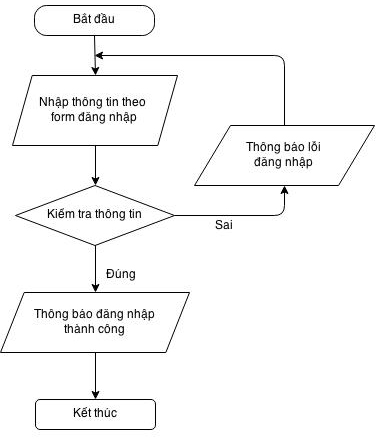 Bắt đầu
Nhập thông tin theo
form đăng nhập
Thông báo lỗi
đăng nhập
Kiểm tra thông tin
Sai
Đúng
Thông báo đăng nhập
thành công
Kết thúc